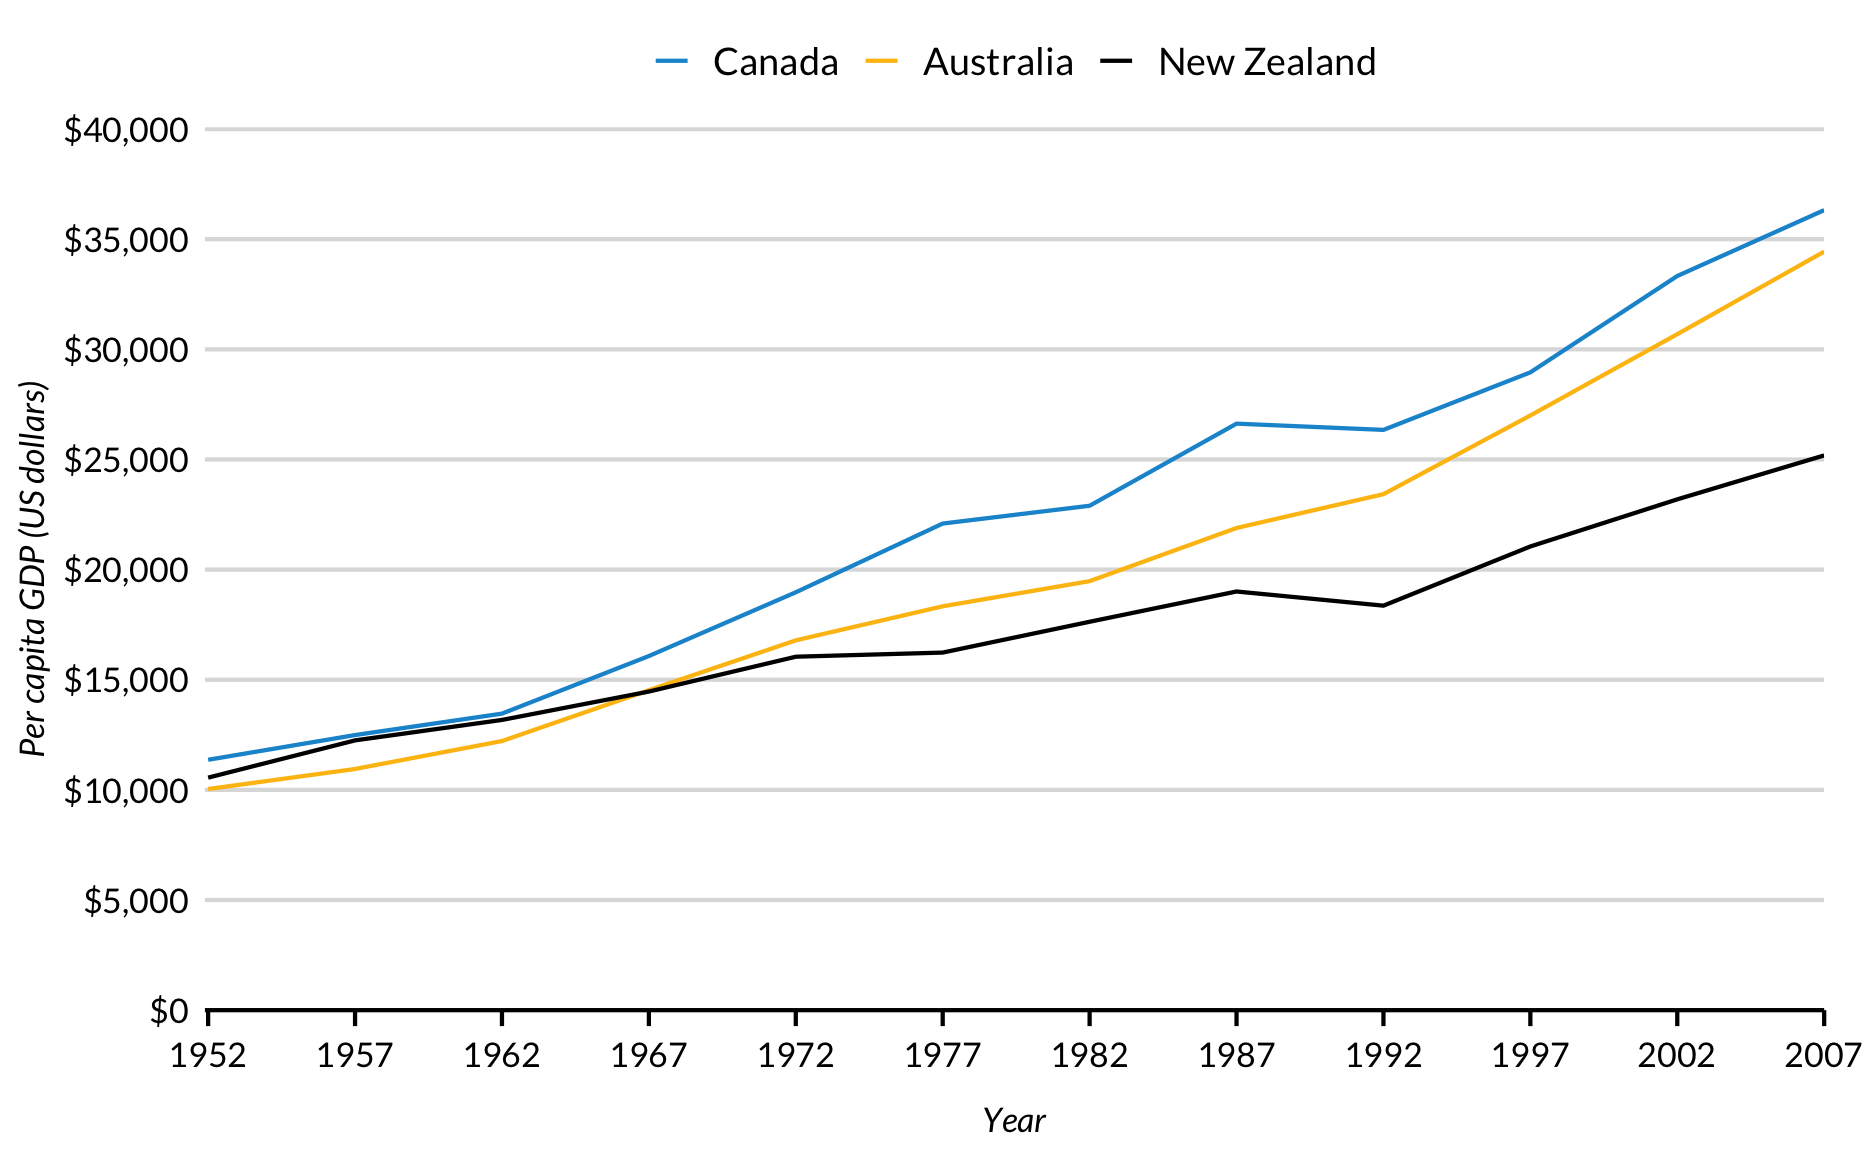 Canada Australia New Zealand
$40,000
$35,000
$30,000
$25,000
$20,000
$15,000
$10,000
$5,000
$0
Per capita GDP (US dollars)
1952 1957 1962 1967 1972 1977 1982 1987 1992 1997 2002 2007
Year